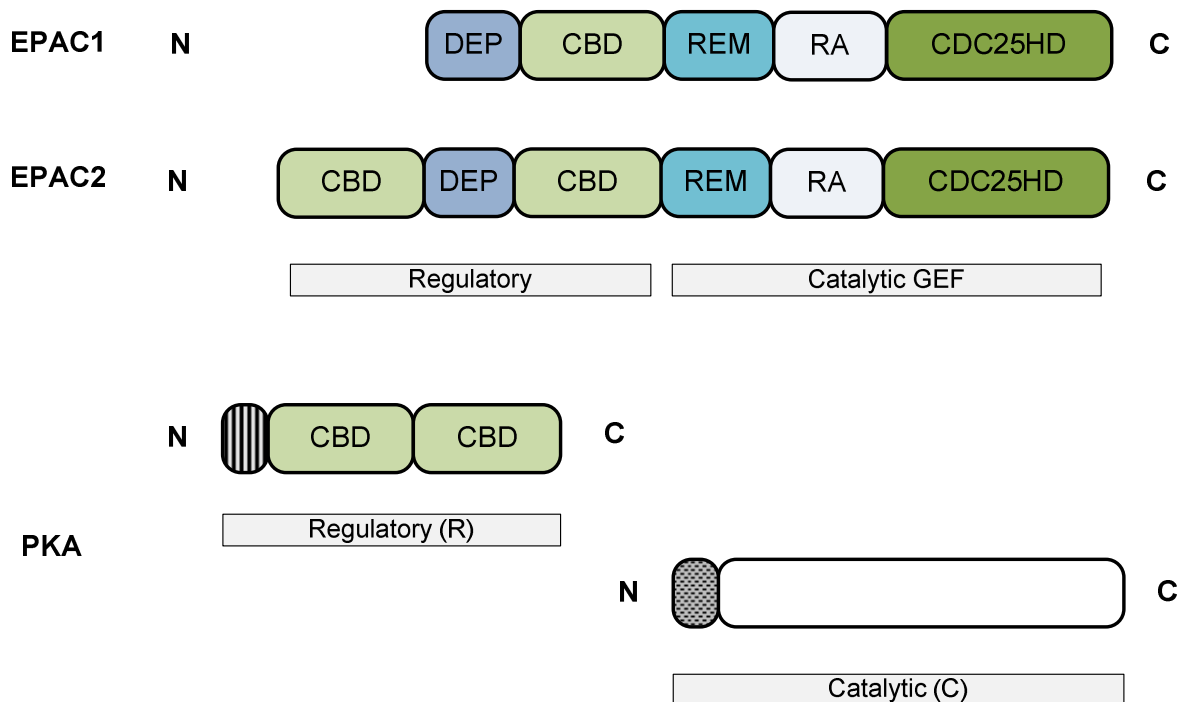 EPAC1 N DEP CBD REM RA CDC25HD C
EPAC2 N CBD DEP CBD REM RA CDC25HD C
Regulatory Catalytic GEF
N CBD CBD C
Regulatory (R)
PKA
N C
Catalytic (C)